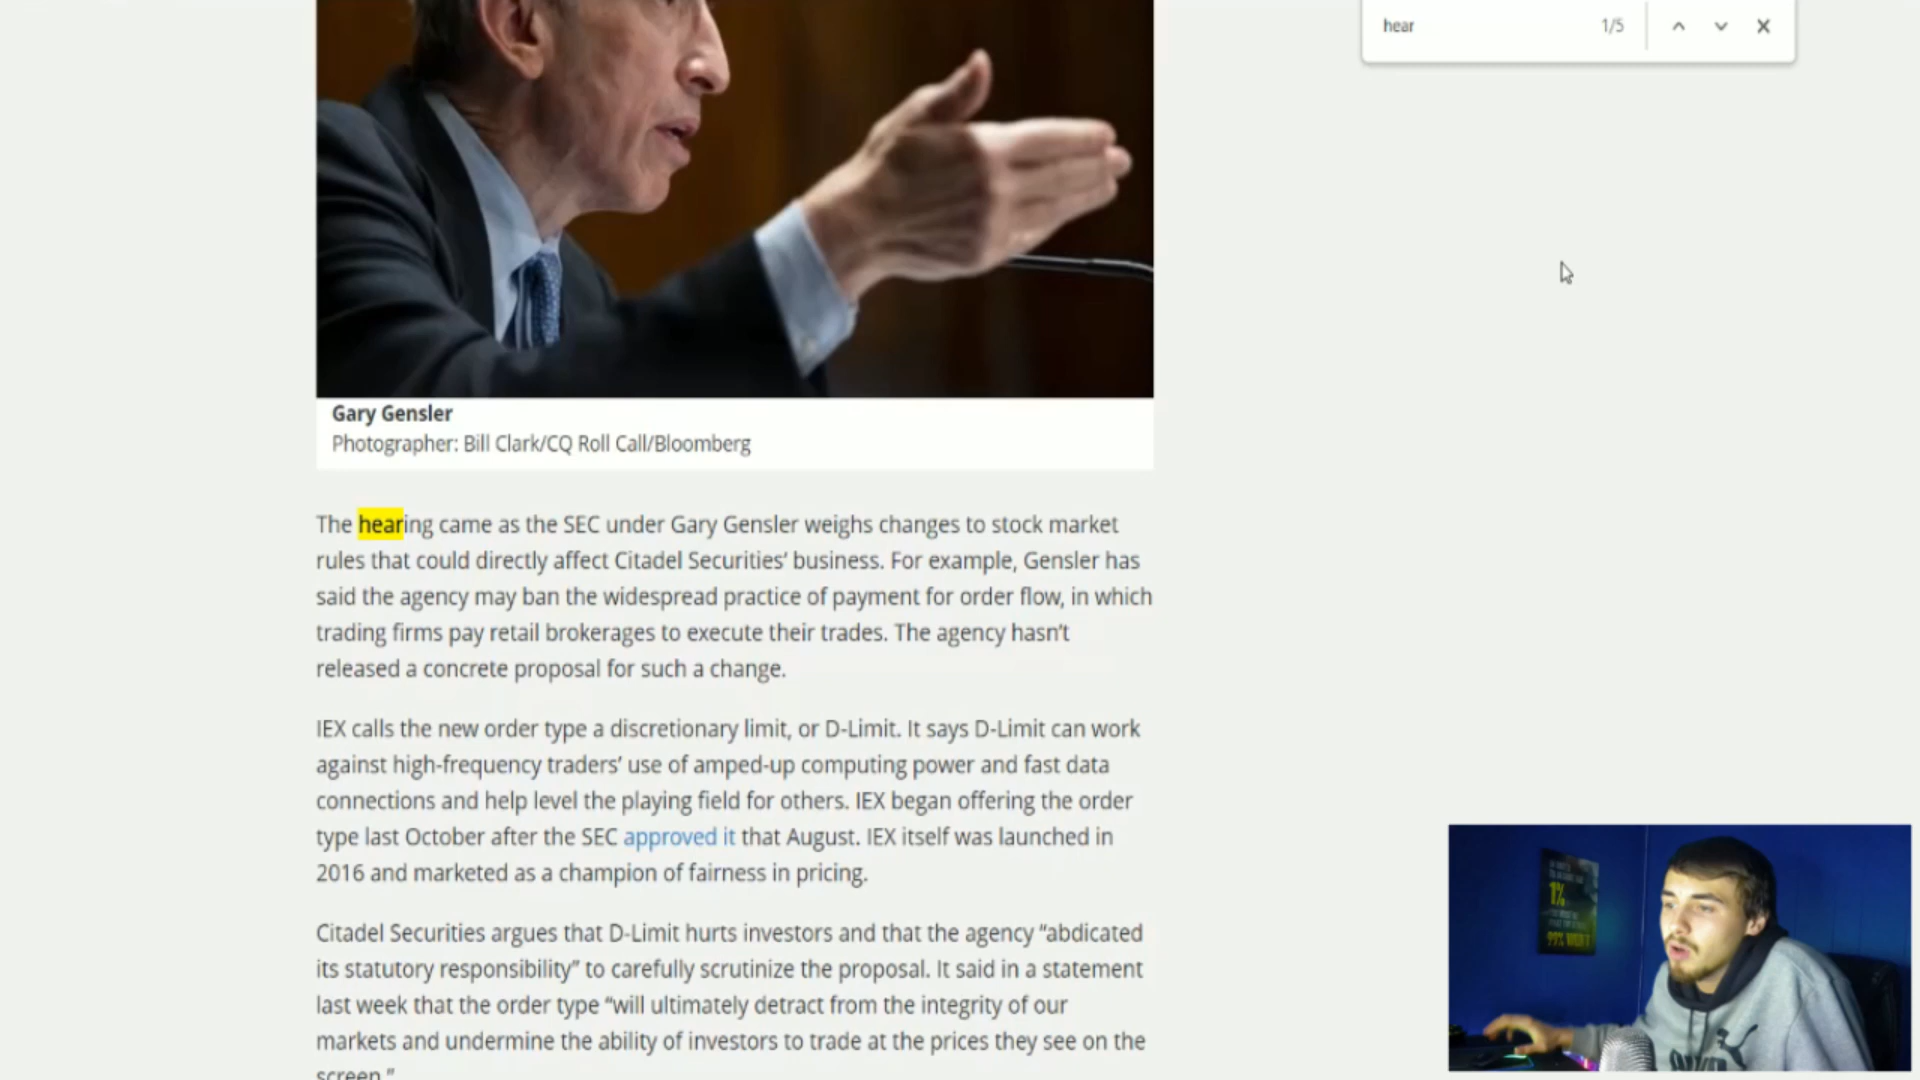 hear 1/5
Gary Gensler
Photographer: Bill Clark/CQ Roll Call/Bloomberg
The hearing came as the SEC under Gary Gensler weighs changes to stock market
rules that could directly affect Citadel Securities’ business. For example, Gensler has
said the agency may ban the widespread practice of payment for order flow, in which
trading firms pay retail brokerages to execute their trades. The agency hasn’t
released a concrete proposal for such a change.
IEX calls the new order type a discretionary limit, or D-Limit. It says D-Limit can work
against high-frequency traders’ use of amped-up computing power and fast data
connections and help level the playing field for others. IEX began offering the order
type last October after the SEC approved it that August. IEX itself was launched in
2016 and marketed as a champion of fairness in pricing.
Citadel Securities argues that D-Limit hurts investors and that the agency “abdicated
its statutory responsibility” to carefully scrutinize the proposal. It said in a statement
last week that the order type “will ultimately detract from the integrity of our
markets and undermine the ability of investors to trade at the prices they see on the
screen.”
1%
99% WON'T